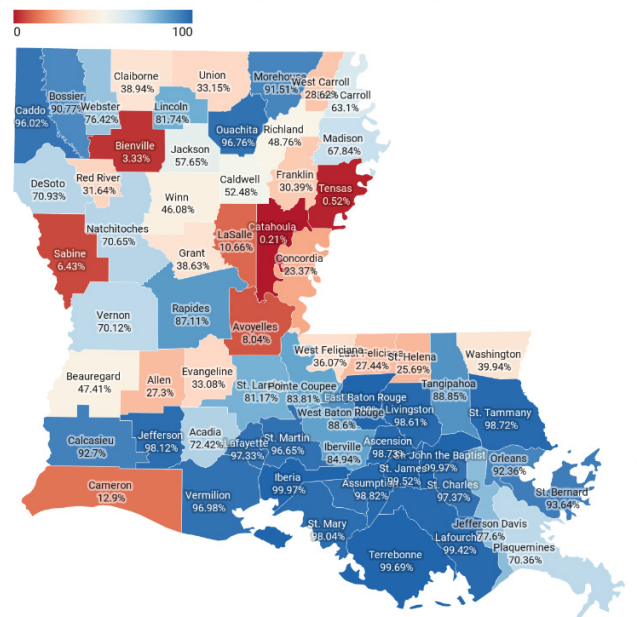 0
100
Caddo
96.02%
Bossier
90.77%
Webster
76.42%
Claiborne
38.94%
Union
33.15%
Morehouse
91.51%
West Carroll
28.62%
Carroll
63.1%
Lincoln
81.74%
Ouachita
96.76%
Richland
48.76%
Madison
67.84%
Bienville
3.33%
Jackson
57.65%
DeSoto
70.93%
Red River
31.64%
Winn
46.08%
Caldwell
52.48%
Franklin
30.39%
Tensas
0.52%
Natchitoches
70.65%
Sabine
6.43%
Grant
38.63%
LaSalle
10.66%
Catahoula
0.21%
Concordia
23.37%
Vernon
70.12%
Rapides
87.11%
Avoyelles
8.04%
Beauregard
47.41%
Allen
27.3%
Evangeline
33.08%
St. Landry
81.17%
Pointe Coupee
83.81%
West Feliciana
36.07%
East Feliciana
27.44%
St. Helena
25.69%
Tangipahoa
88.85%
Washington
39.94%
East Baton Rouge
West Baton Rouge
88.6%
Livingston
98.61%
St. Tammany
98.72%
Calcasieu
92.7%
Jefferson
98.12%
Acadia
72.42%
Lafayette
97.33%
St. Martin
96.65%
Iberville
84.94%
Ascension
98.73%
St. John the Baptist
99.97%
Orleans
92.36%
Cameron
12.9%
Vermilion
96.98%
Iberia
99.97%
Assumption
98.82%
St. James
99.52%
St. Charles
97.37%
St. Bernard
93.64%
St. Mary
98.04%
Terrebonne
99.69%
Lafourche
99.42%
Jefferson Davis
77.6%
Plaquemines
70.36%